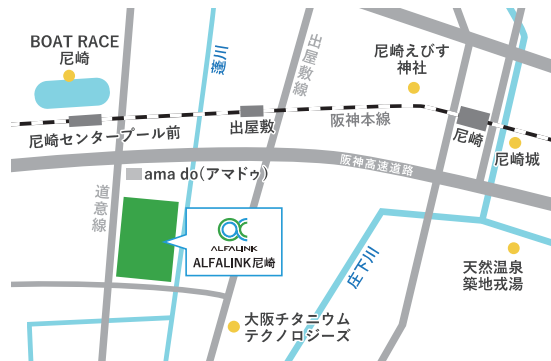 BOAT RACE
尼崎
蓮川
出屋敷線
尼崎えびす
神社
尼崎センタープール前
出屋敷
阪神本線
尼崎
尼崎城
阪神高速道路
ama do(アマドゥ)
道意線
ALFALINK
ALFALINK尼崎
庄下川
天然温泉
築地戎湯
大阪チタニウム
テクノロジーズ